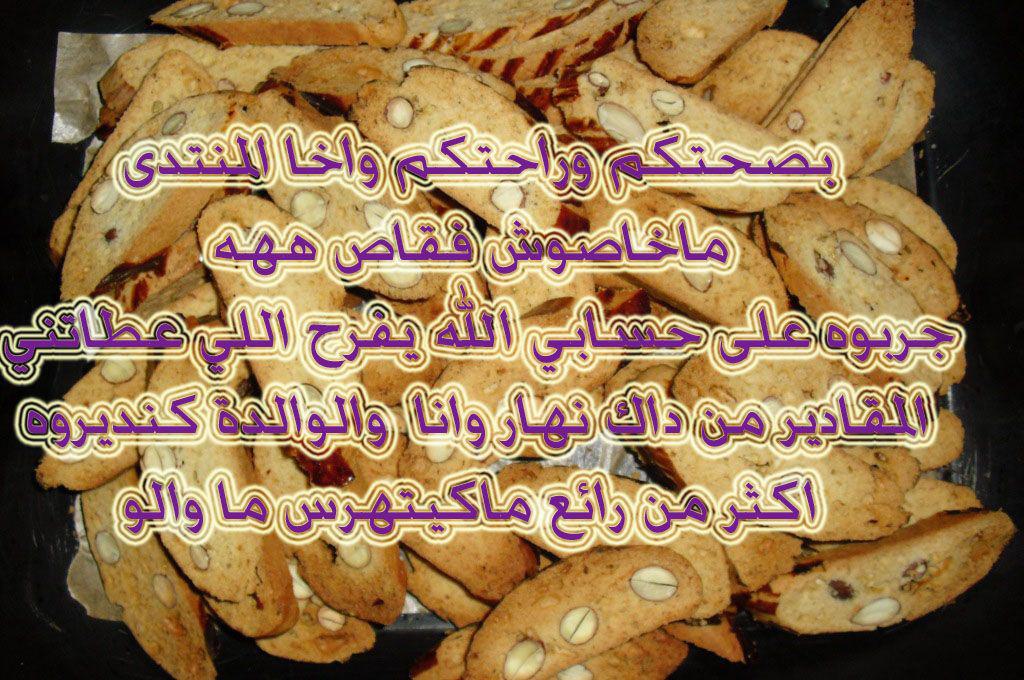 بصحتكم وراحتكم واخا المنتدى
ماخاصوش فقاص ههه
جربوه على حسابي الله يفرح اللي عطاتني
المقادير من داك نهار وانا والوالدة كنديروه
اكثر من رائع ماكيتهرس ما والو